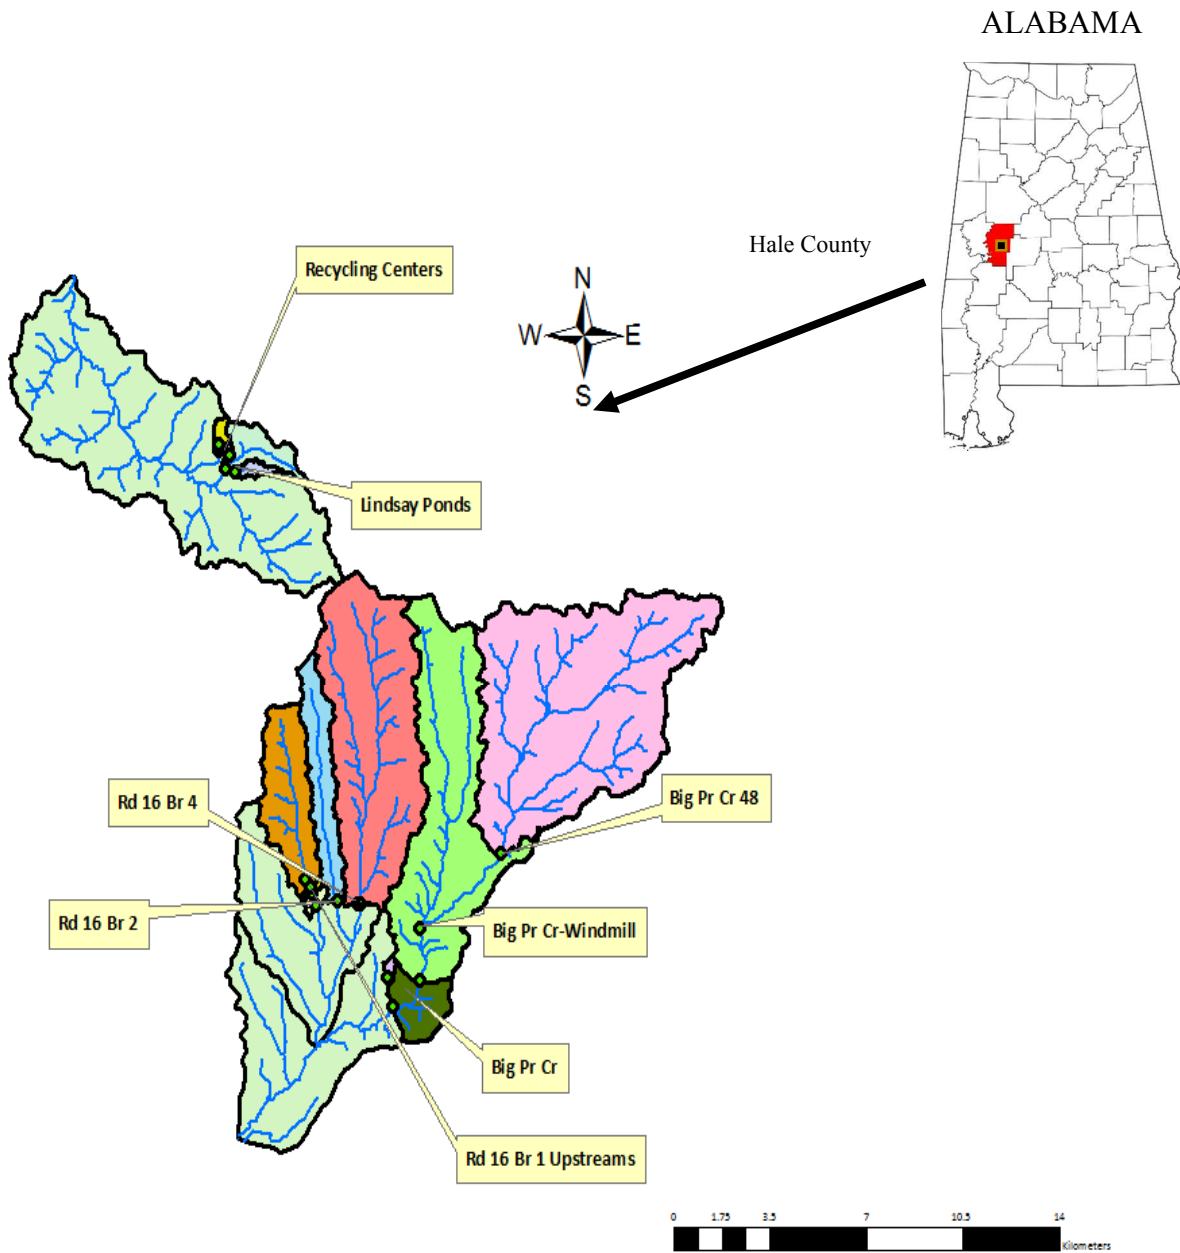 ALABAMA
Hale County
Recycling Centers
N
W E
S
Lindsay Ponds
Rd 16 Br 4
Big Pr Cr 48
Rd 16 Br 2
Big Pr Cr-Windmill
Big Pr Cr
Rd 16 Br 1 Upstreams
0 1.75 3.5 7 10.5 14
Kilometers